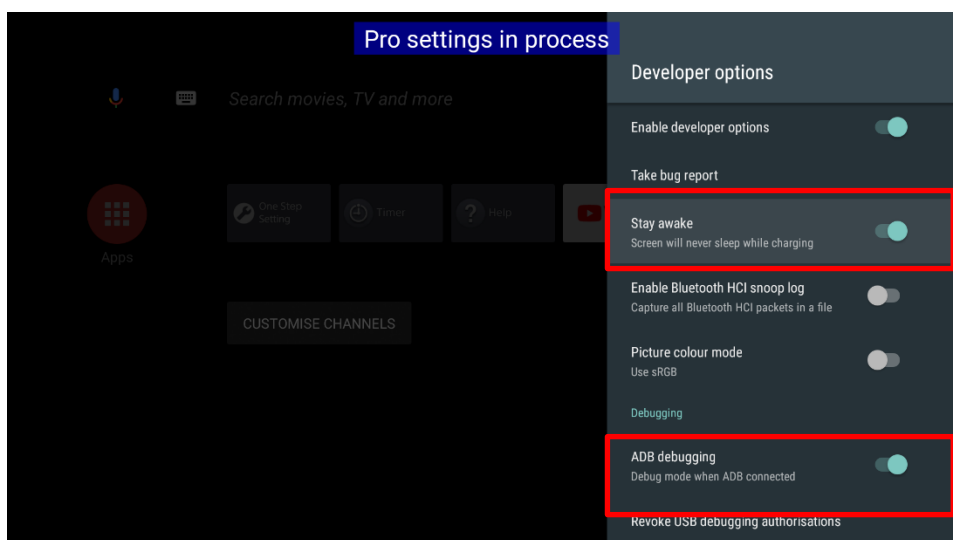 Pro settings in process
Search movies, TV and more
One Step
Setting
Timer
? Help
Apps
CUSTOMISE CHANNELS
Developer options
Enable developer options
Take bug report
Stay awake
Screen will never sleep while charging
Enable Bluetooth HCI snoop log
Capture all Bluetooth HCI packets in a file
Picture colour mode
Use sRGB
Debugging
ADB debugging
Debug mode when ADB connected
Revoke USB debugging authorisations